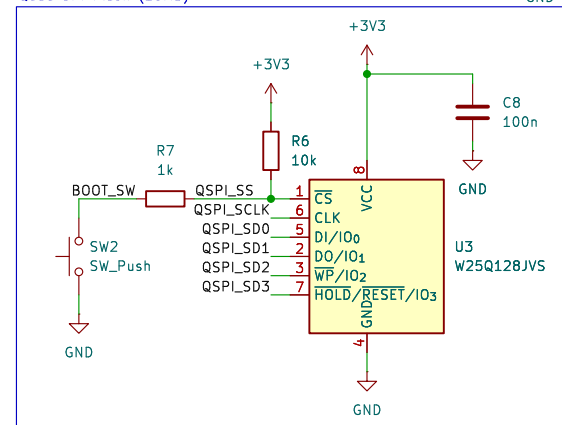 GND
+3V3
+3V3
C8
100n
R6
10k
R7
1k
GND
8
VCC
BOOT_SW
QSPI_SS
1
CS
QSPI_SCLK
6
CLK
QSPI_SD0
5
DI/IO0
QSPI_SD1
2
DO/IO1
QSPI_SD2
3
WP/IO2
QSPI_SD3
7
HOLD/RESET/IO3
SW2
SW_Push
U3
W25Q128JVS
GND
4
GND
GND